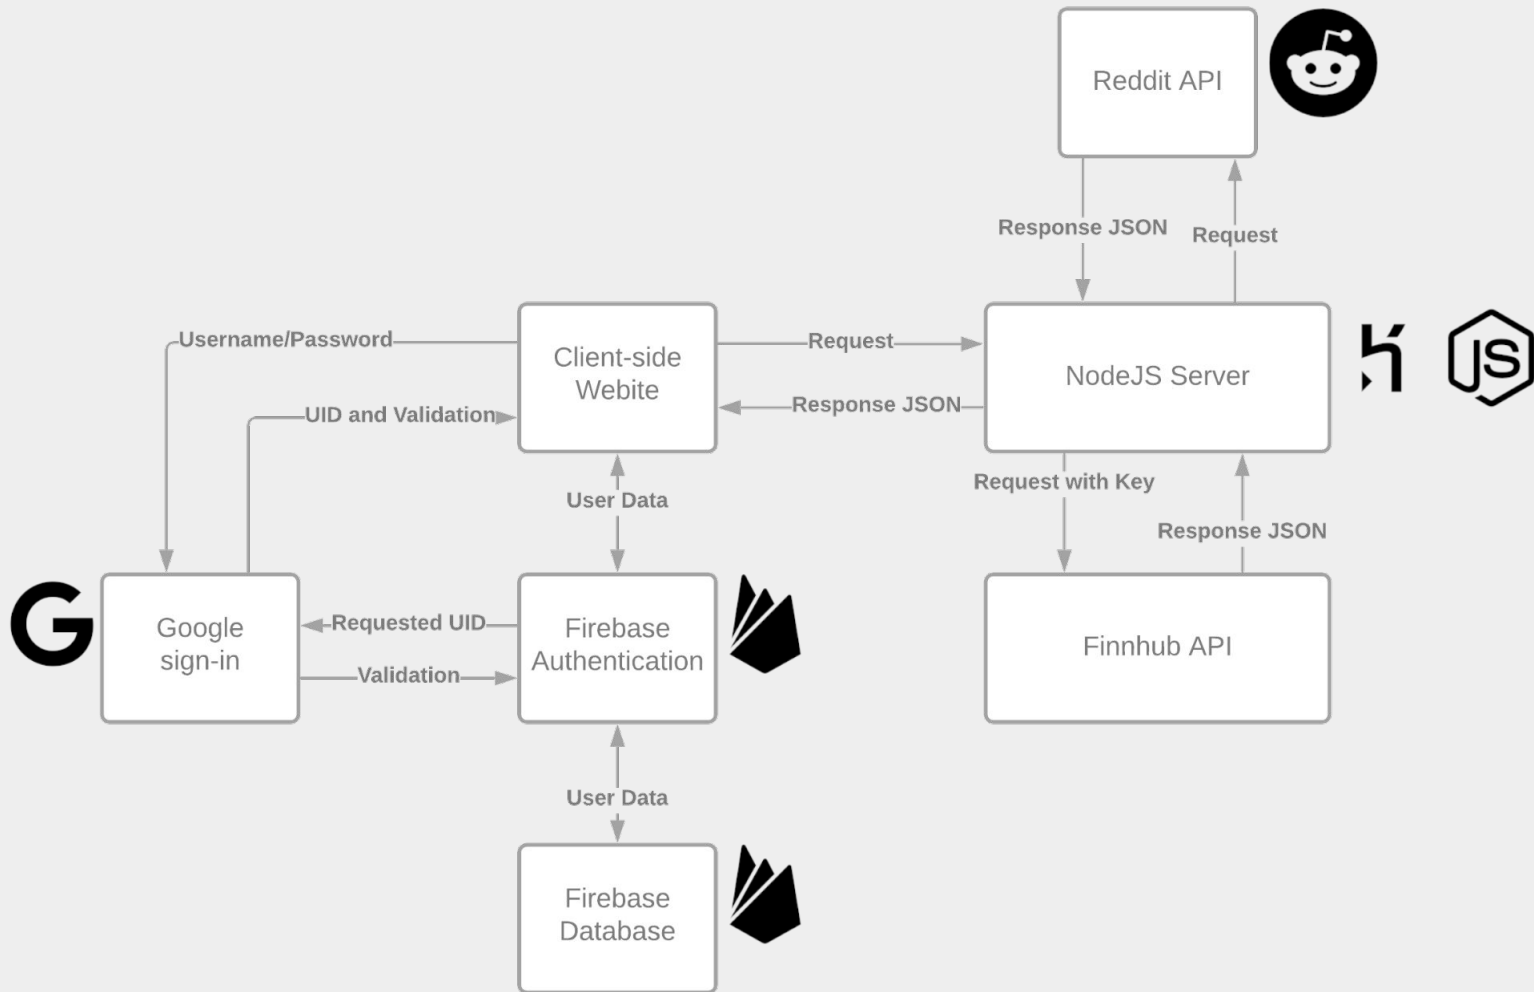 Reddit API
Response JSON
Request
Username/Password
Client-side
Webite
Request
NodeJS Server
JS
UID and Validation
Response JSON
User Data
Request with Key
Response JSON
G
Google
sign-in
Requested UID
Validation
Firebase
Authentication
Finnhub API
User Data
Firebase
Database